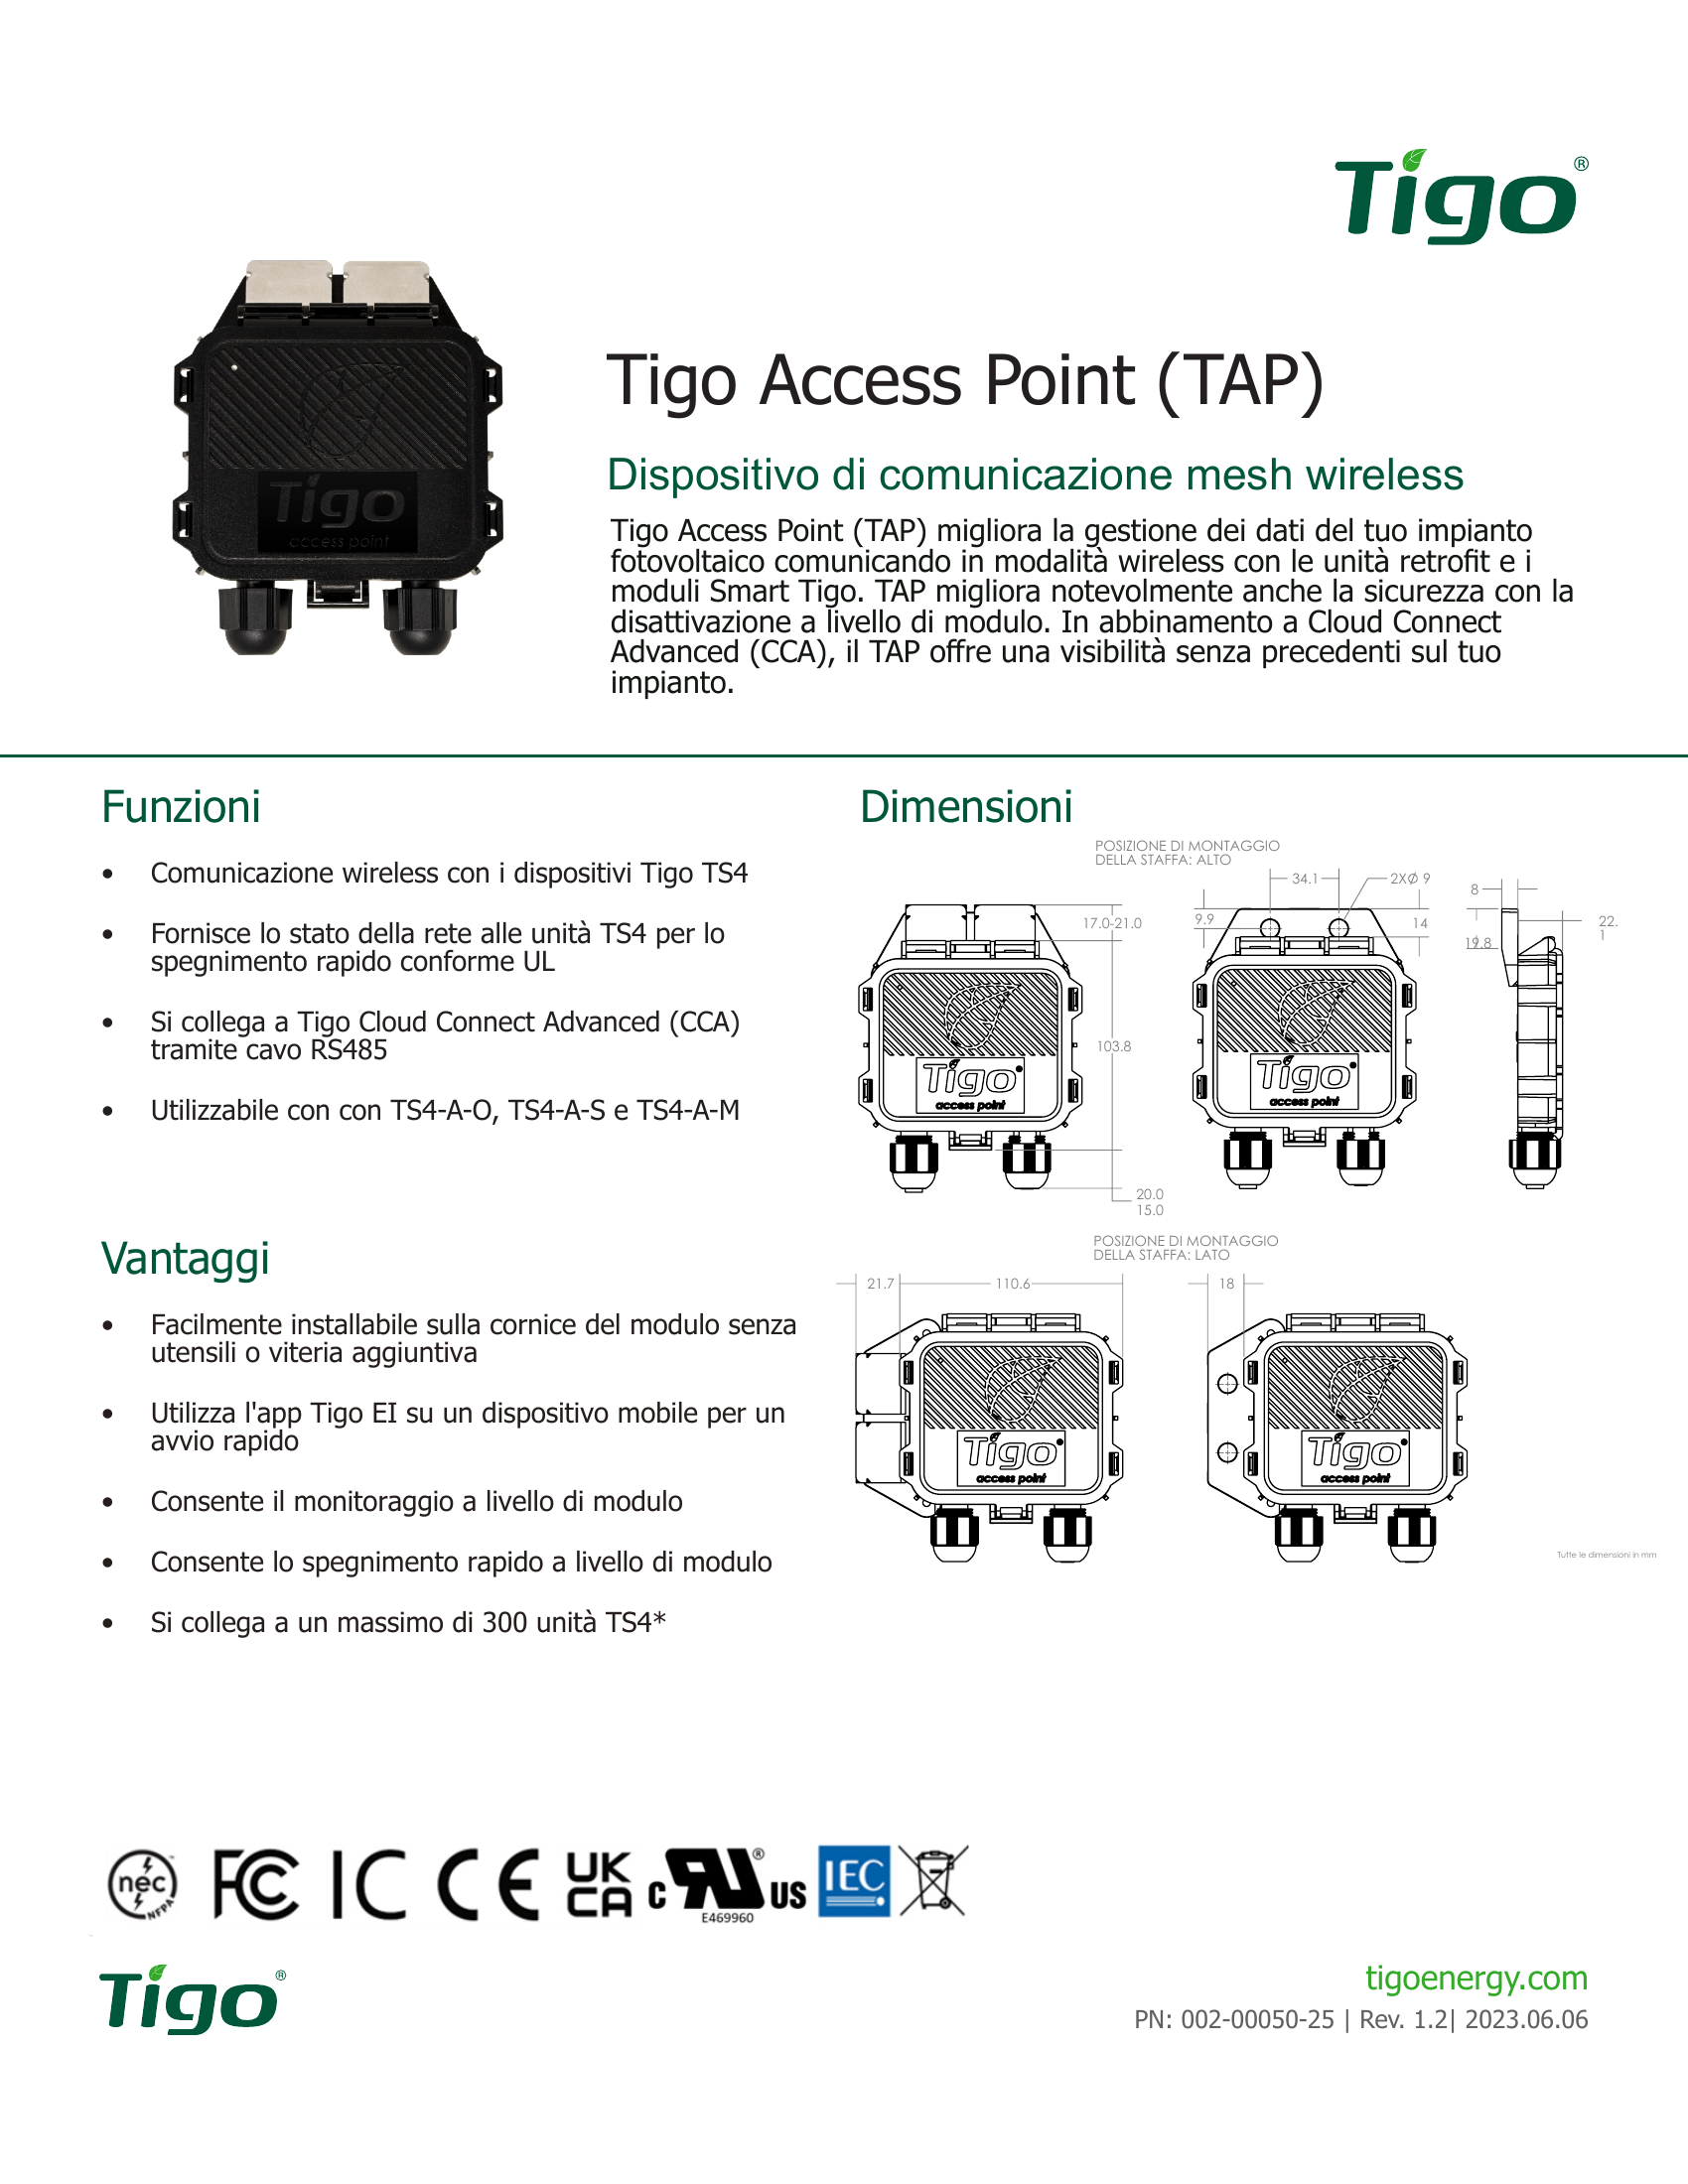 Tigo®
Tigo
access point
Tigo Access Point (TAP)
Dispositivo di comunicazione mesh wireless
Tigo Access Point (TAP) migliora la gestione dei dati del tuo impianto
fotovoltaico comunicando in modalità wireless con le unità retrofit e i
moduli Smart Tigo. TAP migliora notevolmente anche la sicurezza con la
disattivazione a livello di modulo. In abbinamento a Cloud Connect
Advanced (CCA), il TAP offre una visibilità senza precedenti sul tuo
impianto.
Funzioni
• Comunicazione wireless con i dispositivi Tigo TS4
• Fornisce lo stato della rete alle unità TS4 per lo
spegnimento rapido conforme UL
• Si collega a Tigo Cloud Connect Advanced (CCA)
tramite cavo RS485
• Utilizzabile con con TS4-A-O, TS4-A-S e TS4-A-M
Vantaggi
• Facilmente installabile sulla cornice del modulo senza
utensili o viteria aggiuntiva
• Utilizza l'app Tigo EI su un dispositivo mobile per un
avvio rapido
• Consente il monitoraggio a livello di modulo
• Consente lo spegnimento rapido a livello di modulo
• Si collega a un massimo di 300 unità TS4*
Dimensioni
POSIZIONE DI MONTAGGIO
DELLA STAFFA: ALTO
17.0-21.0
103.8
20.0
15.0
34.1
2XØ 9
9.9
14
8
19.8
22.
1
Tigo
access point
Tigo
access point
POSIZIONE DI MONTAGGIO
DELLA STAFFA: LATO
21.7
110.6
18
Tigo
access point
Tigo
access point
Tutte le dimensioni in mm
nec
NFPA
FC
IC
CE
UK
CA
C RU® US
E469960
IEC
Tigo®
tigoenergy.com
PN: 002-00050-25 | Rev. 1.2| 2023.06.06